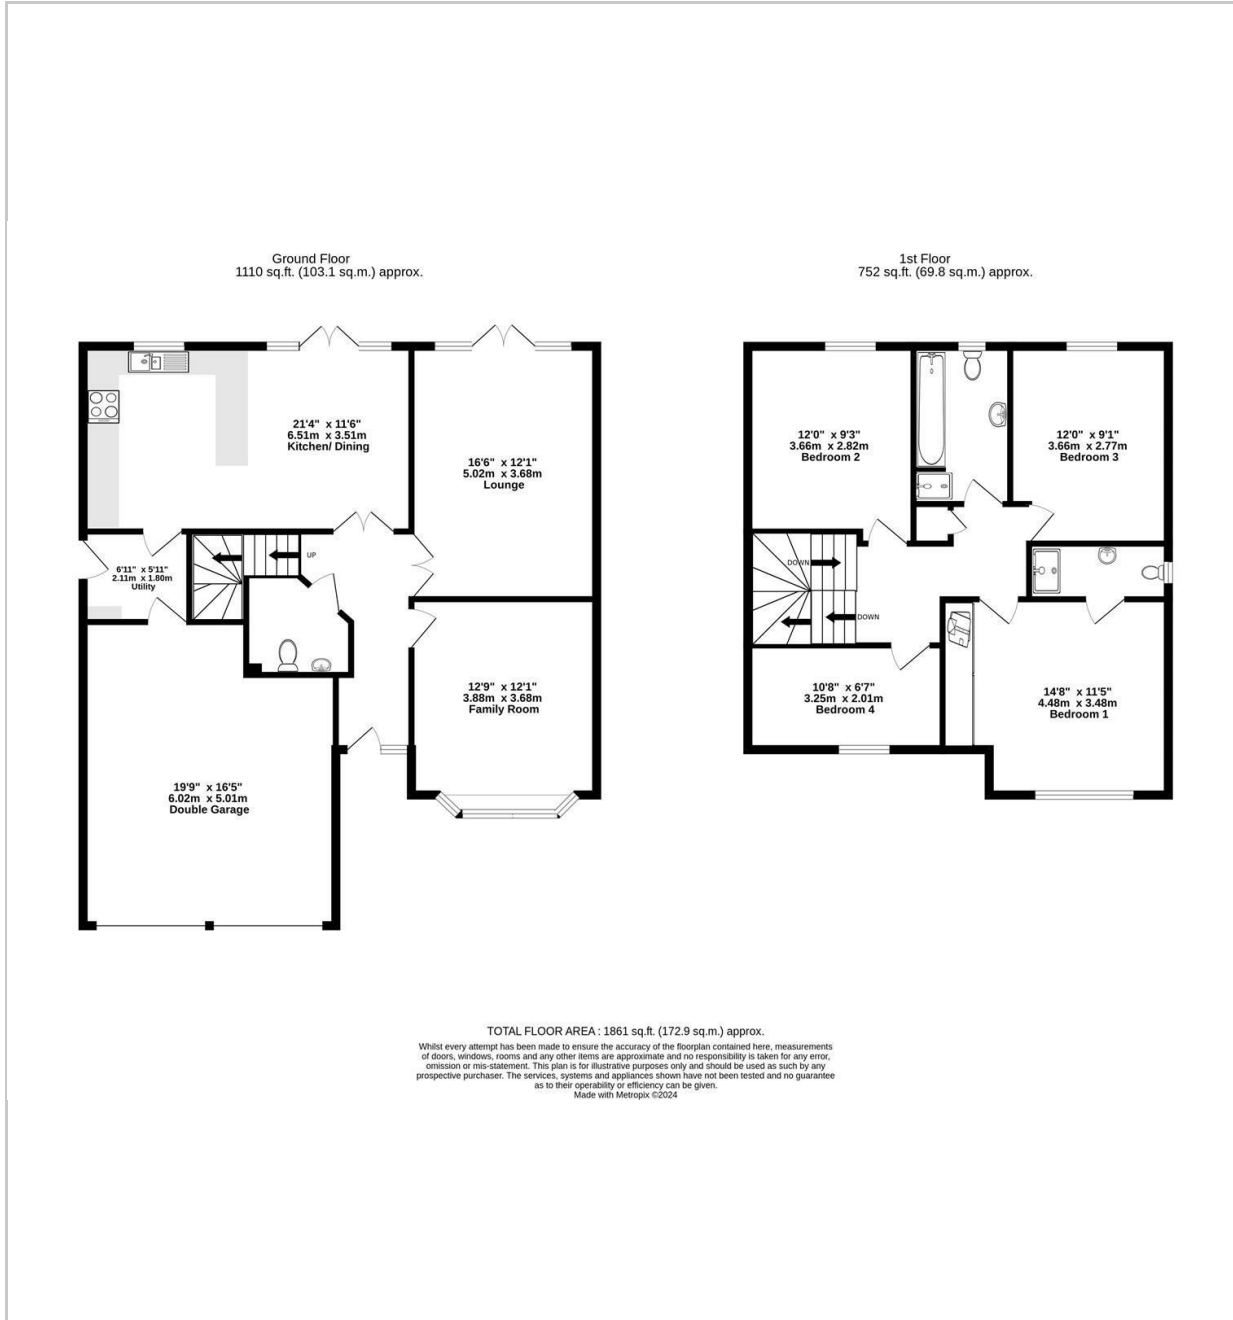 Ground Floor
1110 sq.ft. (103.1 sq.m.) approx.
1st Floor
752 sq.ft. (69.8 sq.m.) approx.
21'4" x 11'6"
6.51m x 3.51m
Kitchen/ Dining
16'6" x 12'1"
5.02m x 3.68m
Lounge
UP
6'11" x 5'11"
2.11m x 1.80m
Utility
12'9" x 12'1"
3.88m x 3.68m
Family Room
19'9" x 16'5"
6.02m x 5.01m
Double Garage
12'0" x 9'3"
3.66m x 2.82m
Bedroom 2
12'0" x 9'1"
3.66m x 2.77m
Bedroom 3
DOWN
DOWN
10'8" x 6'7"
3.25m x 2.01m
Bedroom 4
14'8" x 11'5"
4.48m x 3.48m
Bedroom 1
TOTAL FLOOR AREA : 1861 sq.ft. (172.9 sq.m.) approx.
Whilst every attempt has been made to ensure the accuracy of the floorplan contained here, measurements
of doors, windows, rooms and any other items are approximate and no responsibility is taken for any error,
omission or mis-statement. This plan is for illustrative purposes only and should be used as such by any
prospective purchaser. The services, systems and appliances shown have not been tested and no guarantee
as to their operability or efficiency can be given.
Made with Metropix ©2024